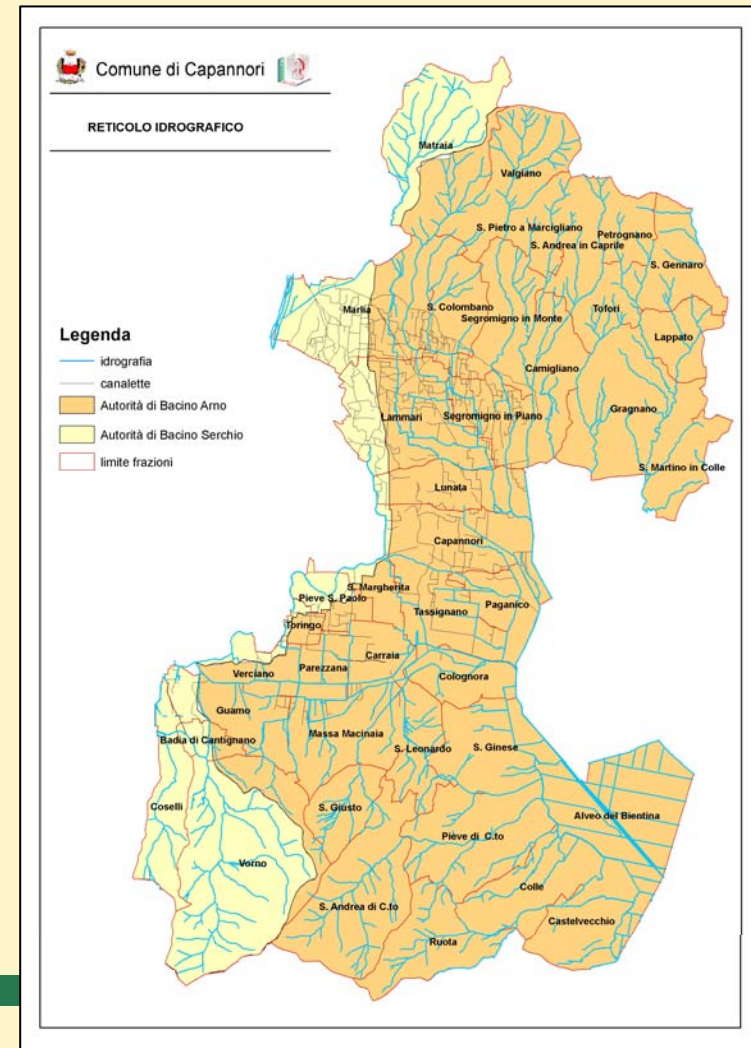 Comune di Capannori
RETICOLO IDROGRAFICO
Matraia
Valgiano
S. Pietro a Marcigliano
Petrognano
S. Andrea in Caprile
S. Gennaro
Marlia
S. Colombano
Segromigno in Monte
Tofori
Lappato
Camigliano
Gragnano
Lammari
Segromigno in Piano
S. Martino in Colle
Lunata
Capannori
Legenda
idrografia
canalette
Autorità di Bacino Arno
Autorità di Bacino Serchio
limite frazioni
S. Margherita
Pieve S. Paolo
Paganico
Tassignano
Toringo
Carraia
Parezzana
Verciano
Colognora
Guamo
Massa Macinaia
Badia di Cantignano
S. Leonardo
S. Ginese
Coselli
S. Giusto
Alveo del Bientina
Pieve di C.to
Vorno
Colle
S. Andrea di C.to
Castelvecchio
Ruota